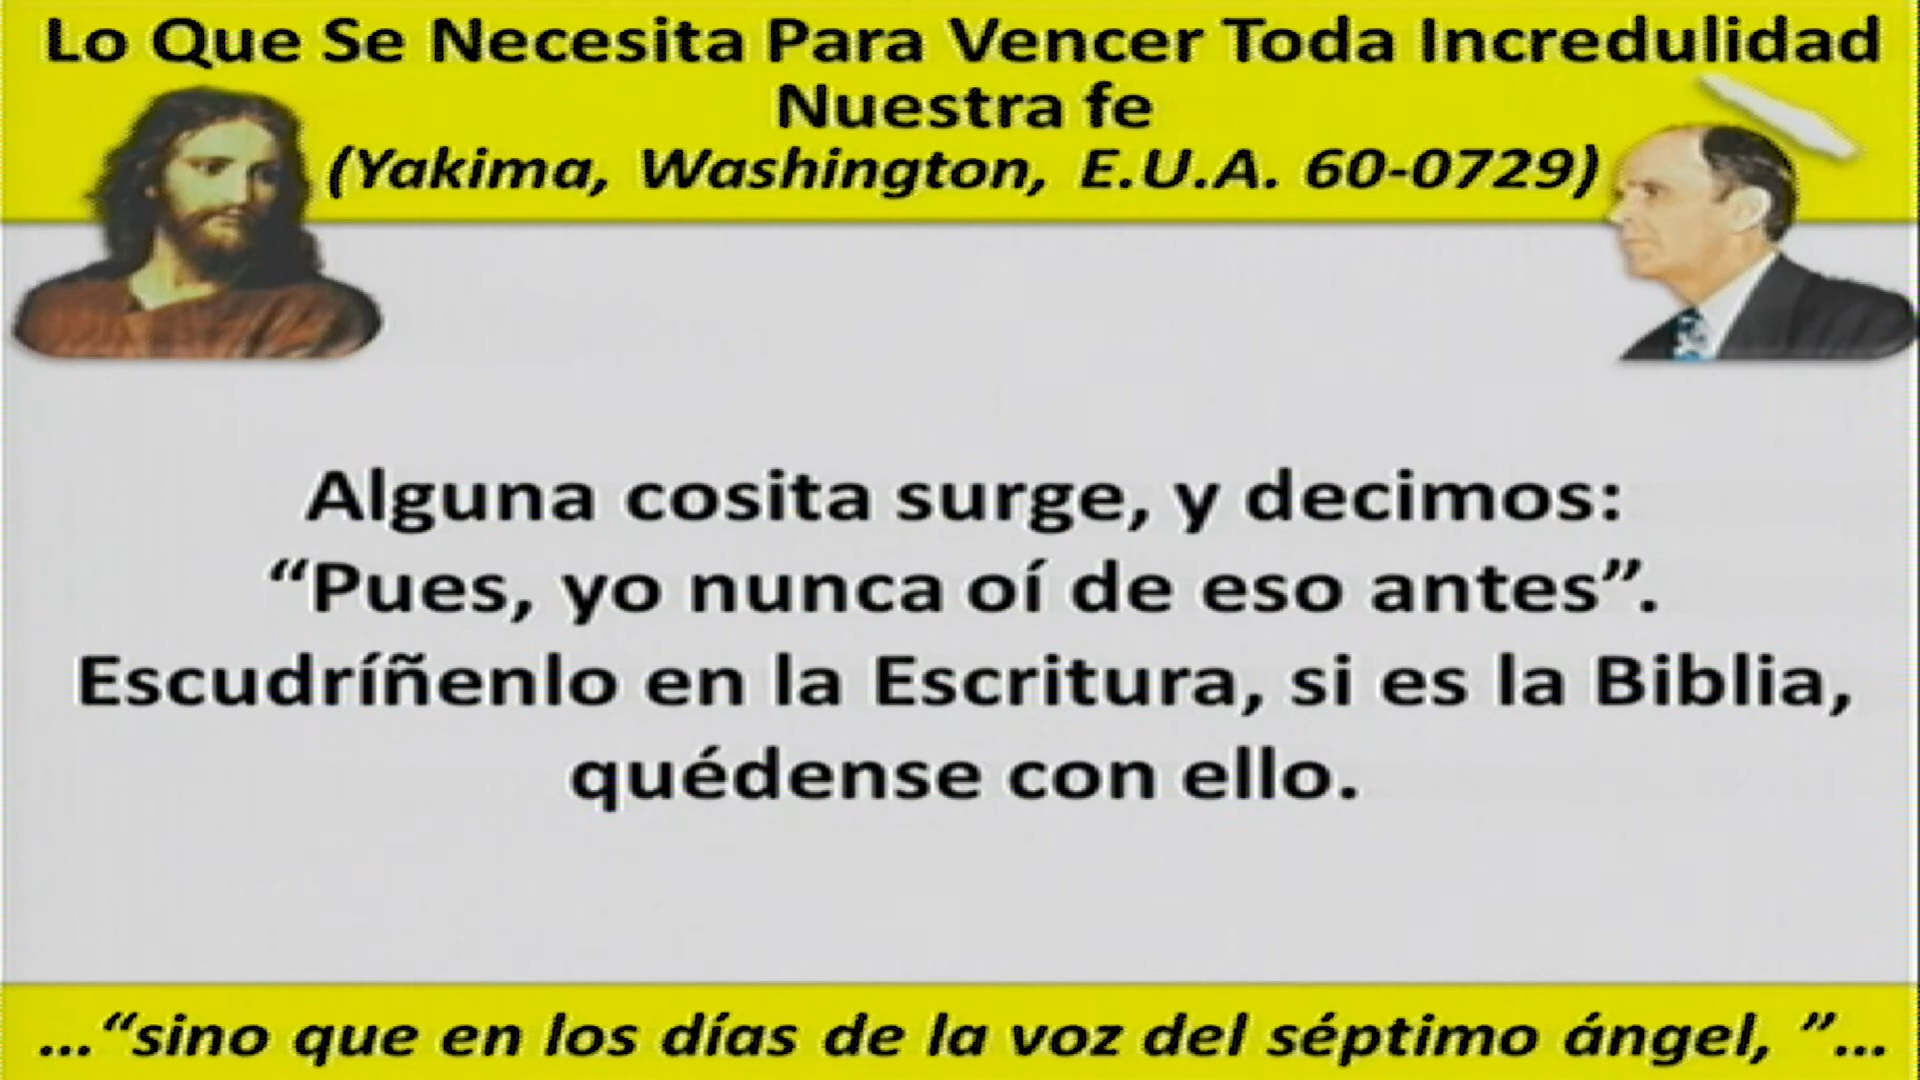 Lo Que Se Necesita Para Vencer Toda Incredulidad
Nuestra fe
(Yakima, Washington, E.U.A. 60-0729)
Alguna cosita surge, y decimos:
“Pues, yo nunca oí de eso antes”.
Escudríñenlo en la Escritura, si es la Biblia,
quédense con ello.
...“sino que en los días de la voz del séptimo ángel, ”...